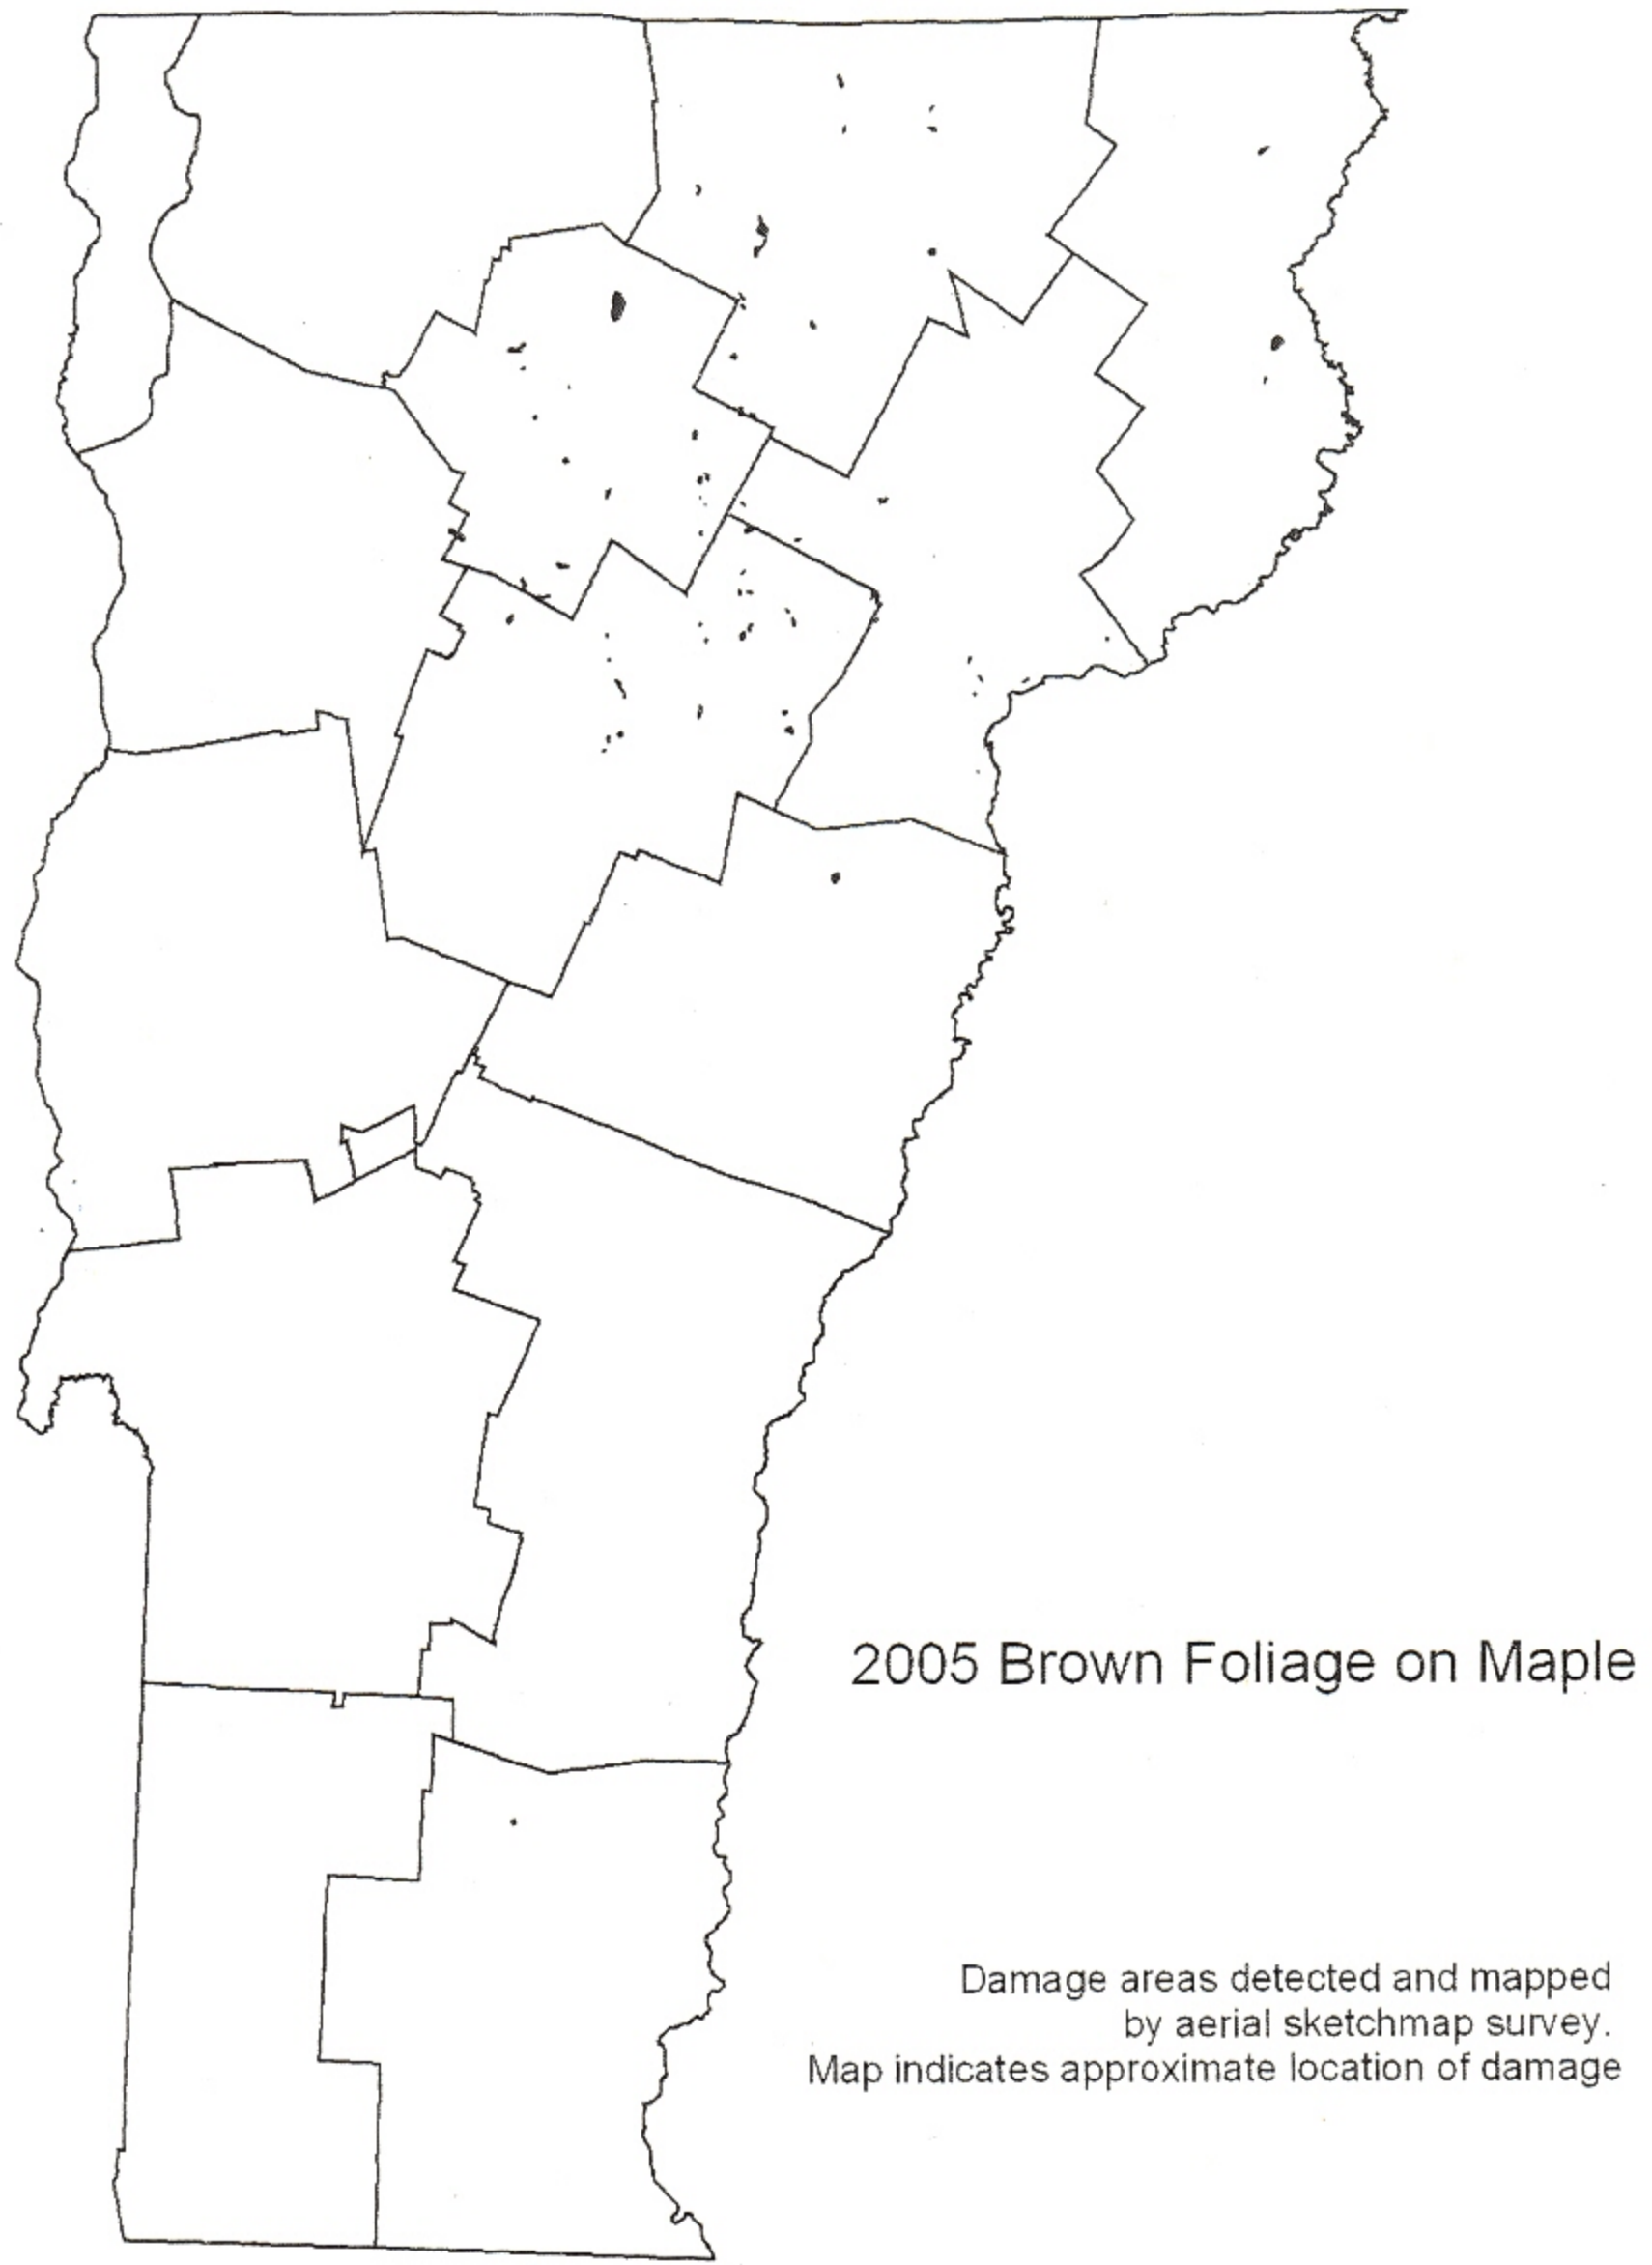 2005 Brown Foliage on Maple
Damage areas detected and mapped
by aerial sketchmap survey.
Map indicates approximate location of damage